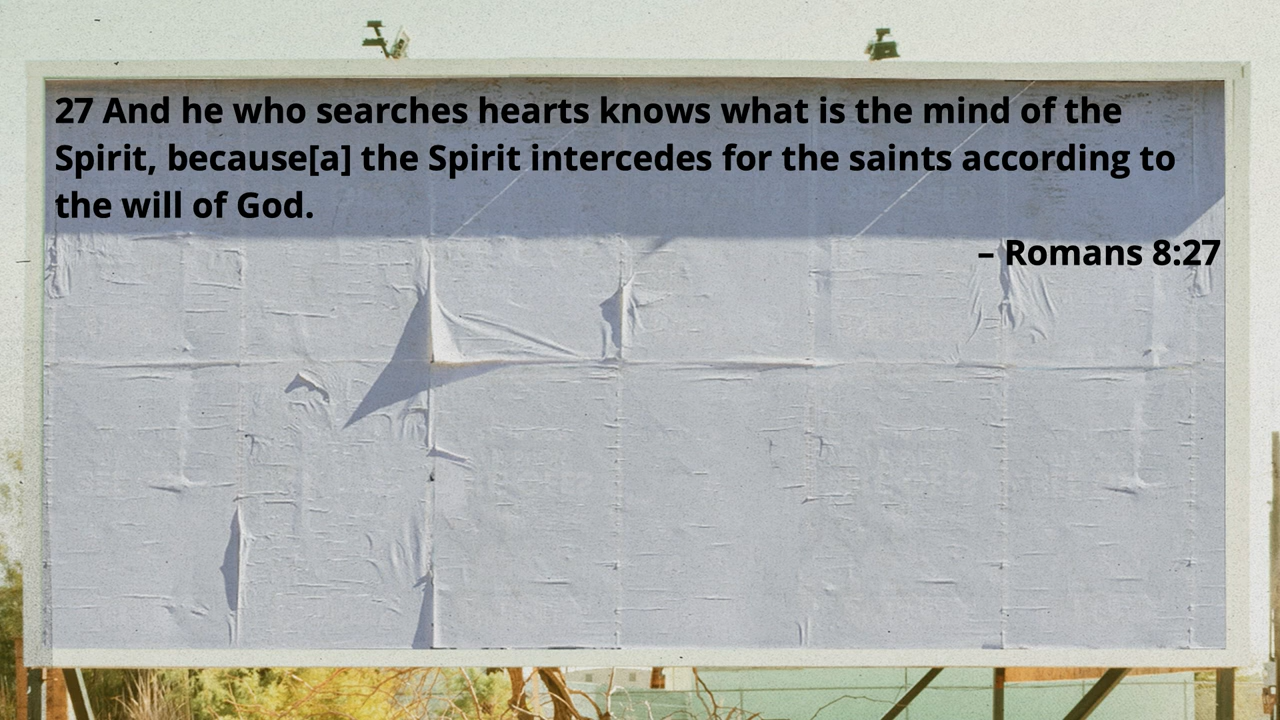 27 And he who searches hearts knows what is the mind of the
Spirit, because[a] the Spirit intercedes for the saints according to
the will of God.
– Romans 8:27